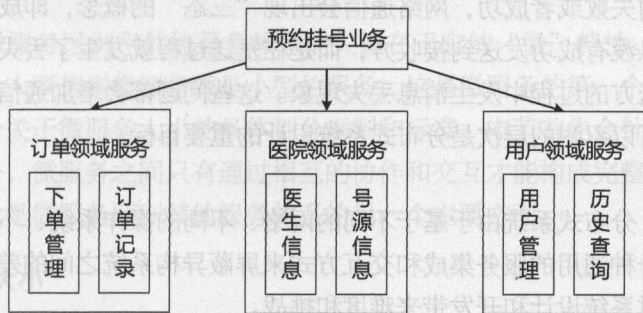 预约挂号业务
订单领域服务
下单管理
订单记录
医院领域服务
医生信息
号源信息
用户领域服务
用户管理
历史查询